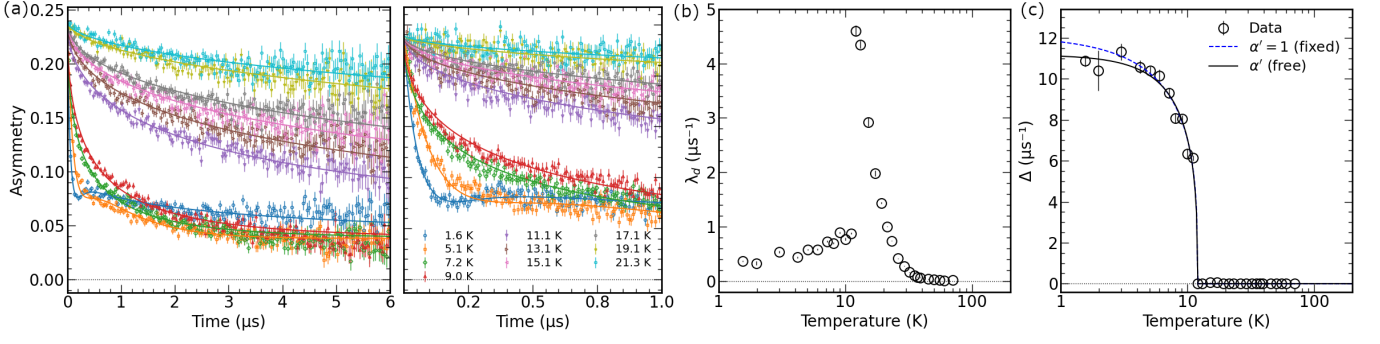 (a)
0.25
0.20
0.15
0.10
0.05
0.00
Asymmetry
0 1 2 3 4 5 6
Time (μs)
1.6 K
5.1 K
7.2 K
9.0 K
11.1 K
13.1 K
15.1 K
17.1 K
19.1 K
21.3 K
0.2 0.5 0.8 1.0
Time (μs)
(b)
5
4
3
2
1
0
λd (μs⁻¹)
1 10 100
Temperature (K)
(c)
Data
α′ = 1 (fixed)
α′ (free)
12
10
8
6
4
2
0
Δ (μs⁻¹)
1 10 100
Temperature (K)